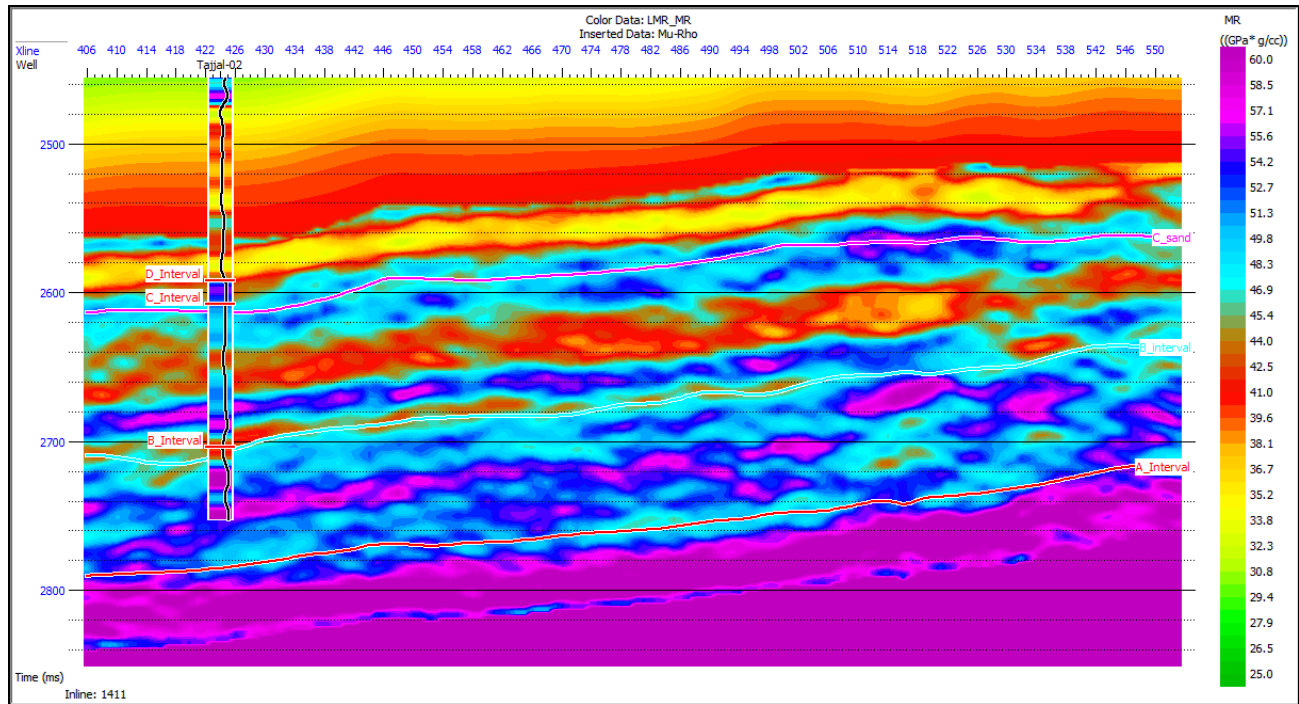 Color Data: LMR_MR
Inserted Data: Mu-Rho
MR
((GPa* g/cc))
Xline 406 410 414 418 422 426 430 434 438 442 446 450 454 458 462 466 470 474 478 482 486 490 494 498 502 506 510 514 518 522 526 530 534 538 542 546 550
Well Tajjal-02
60.0
58.5
57.1
55.6
54.2
52.7
51.3
49.8
48.3
46.9
45.4
44.0
42.5
41.0
39.6
38.1
36.7
35.2
33.8
32.3
30.8
29.4
27.9
26.5
25.0
2500
C_sand
D_Interval
2600
C_Interval
B_interval
B_Interval
2700
A_Interval
2800
Time (ms)
Inline: 1411